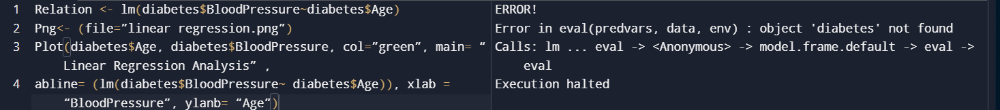 1 Relation <- lm(diabetes$BloodPressure~diabetes$Age)
2 Png<- (file=”linear regression.png”)
3 Plot(diabetes$Age, diabetes$BloodPressure, col=”green”, main= “
Linear Regression Analysis” ,
4 abline= (lm(diabetes$BloodPressure~ diabetes$Age)), xlab =
“BloodPressure”, ylanb= “Age”)
ERROR!
Error in eval(predvars, data, env) : object 'diabetes' not found
Calls: lm ... eval -> <Anonymous> -> model.frame.default -> eval ->
eval
Execution halted